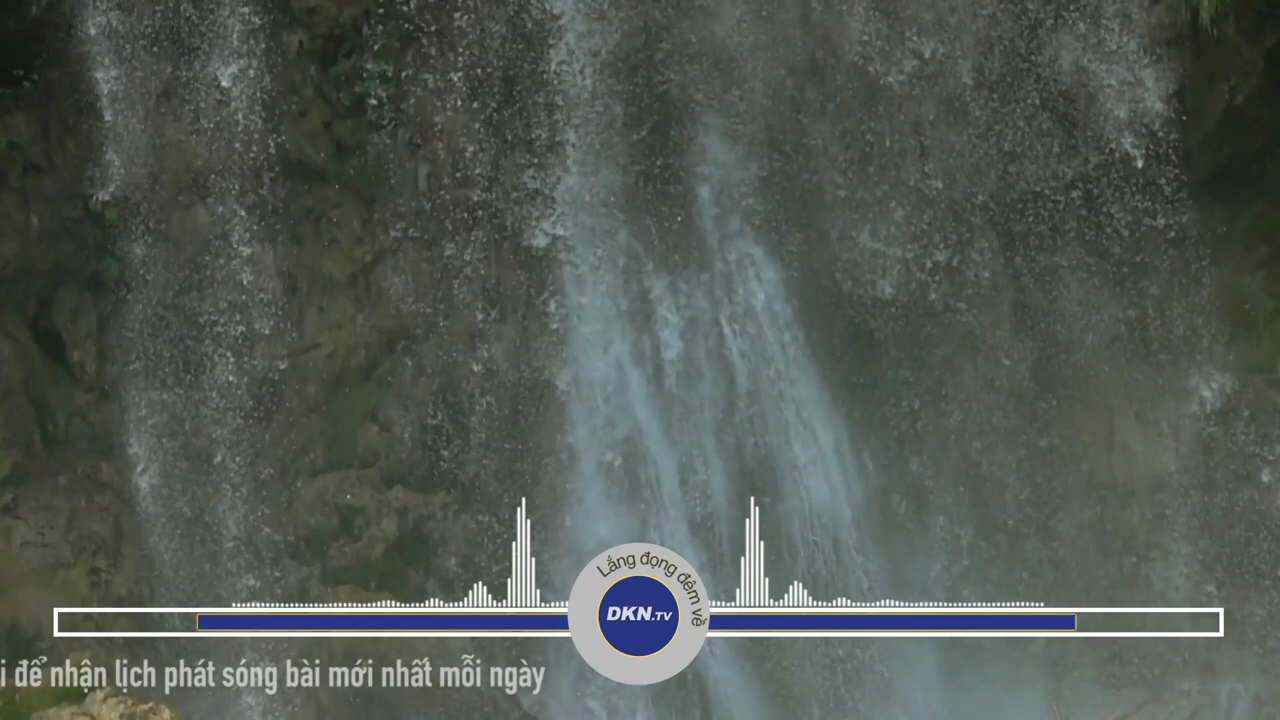 Lắng đọng đêm về
DKN.TV
i để nhận lịch phát sóng bài mới nhất mỗi ngày